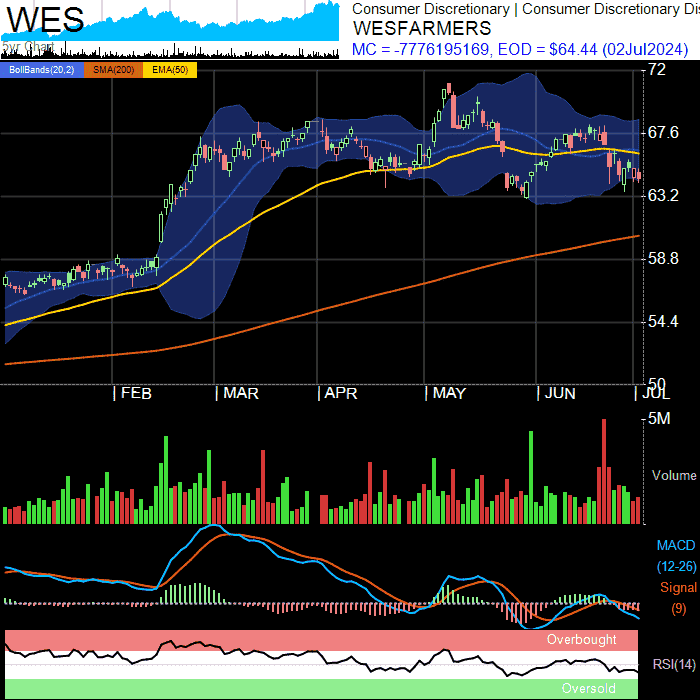 WES
5yr Chart
Consumer Discretionary | Consumer Discretionary Dis
WESFARMERS
MC = -7776195169, EOD = $64.44 (02Jul2024)
BollBands(20,2) SMA(200) EMA(50)
72
67.6
63.2
58.8
54.4
50
| FEB | MAR | APR | MAY | JUN | JUL
5M
Volume
MACD
(12-26)
Signal
(9)
Overbought
RSI(14)
Oversold